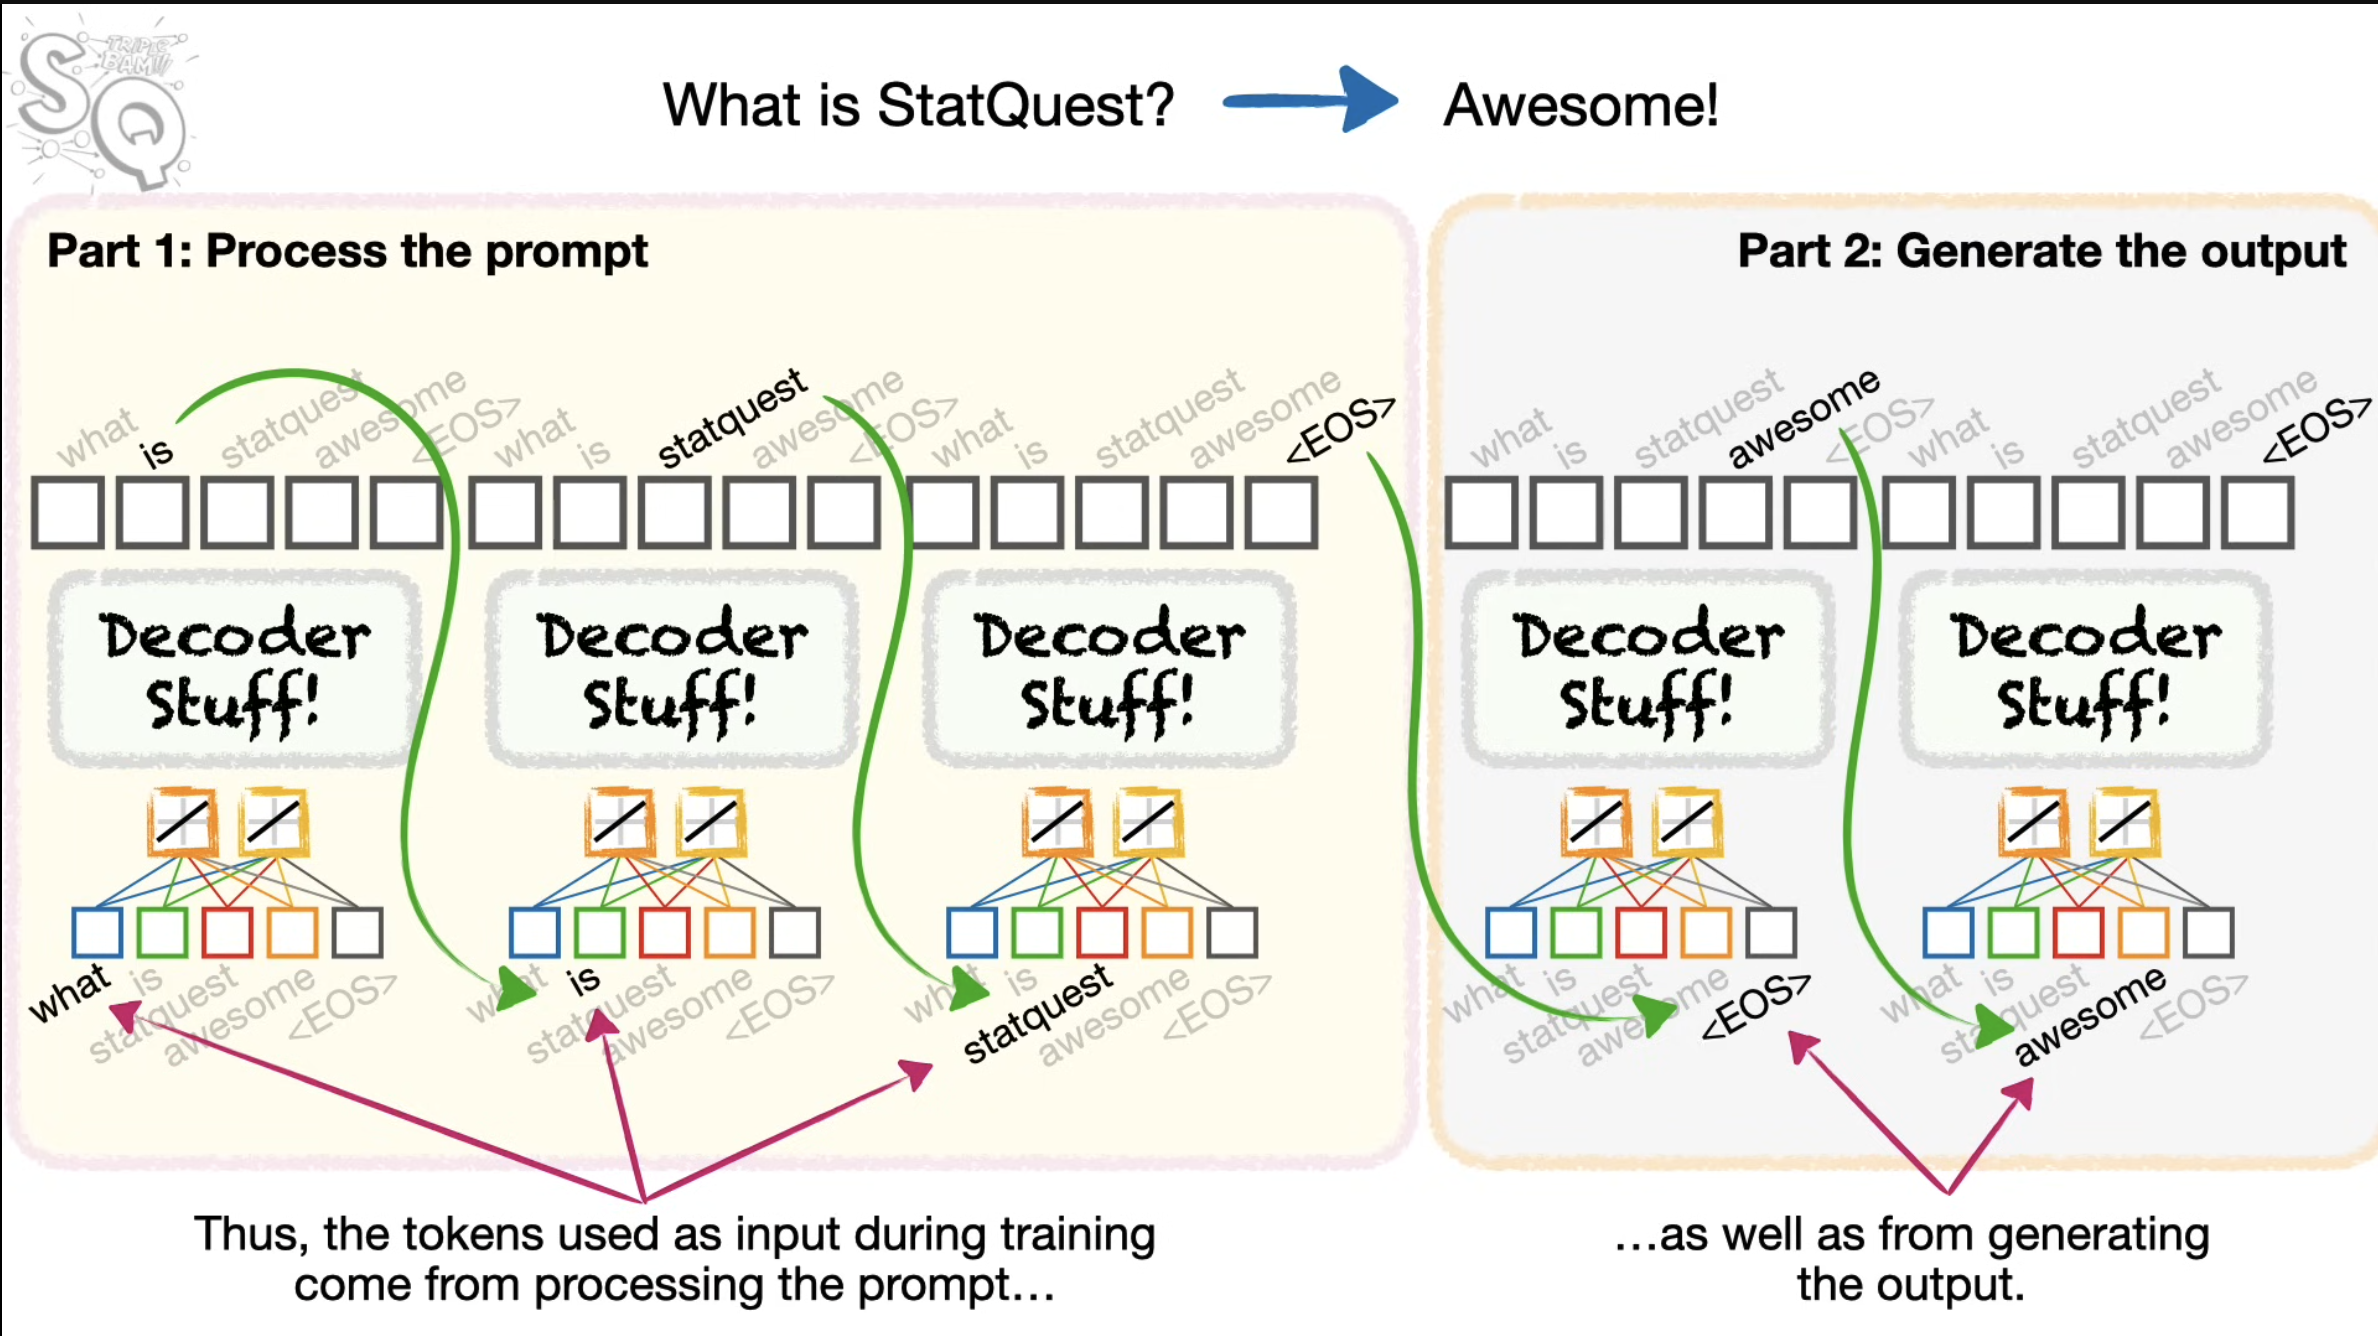 TRIPLE
BAM!!!
SQ
What is StatQuest? Awesome!
Part 1: Process the prompt
Part 2: Generate the output
what is statquest awesome <EOS> what is statquest awesome <EOS> what is statquest awesome <EOS> what is statquest awesome <EOS> what is statquest awesome <EOS>
Decoder Decoder Decoder Decoder Decoder
Stuff! Stuff! Stuff! Stuff! Stuff!
what is statquest awesome <EOS> what is statquest awesome <EOS> what is statquest awesome <EOS> what is statquest awesome <EOS> what is statquest awesome <EOS>
Thus, the tokens used as input during training
come from processing the prompt...
...as well as from generating
the output.